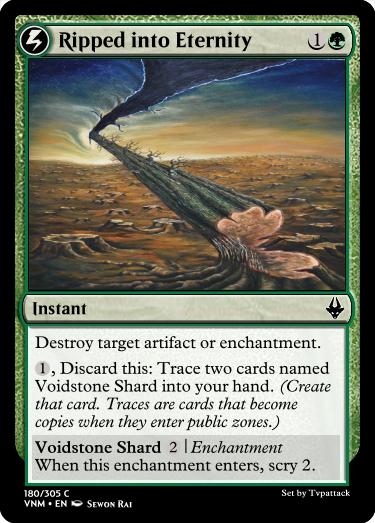 Ripped into Eternity 1
Instant
Destroy target artifact or enchantment.
1, Discard this: Trace two cards named
Voidstone Shard into your hand. (Create
that card. Traces are cards that become
copies when they enter public zones.)
Voidstone Shard 2 | Enchantment
When this enchantment enters, scry 2.
180/305 C
VNM • EN Sewon Rai
Set by Tvpattack